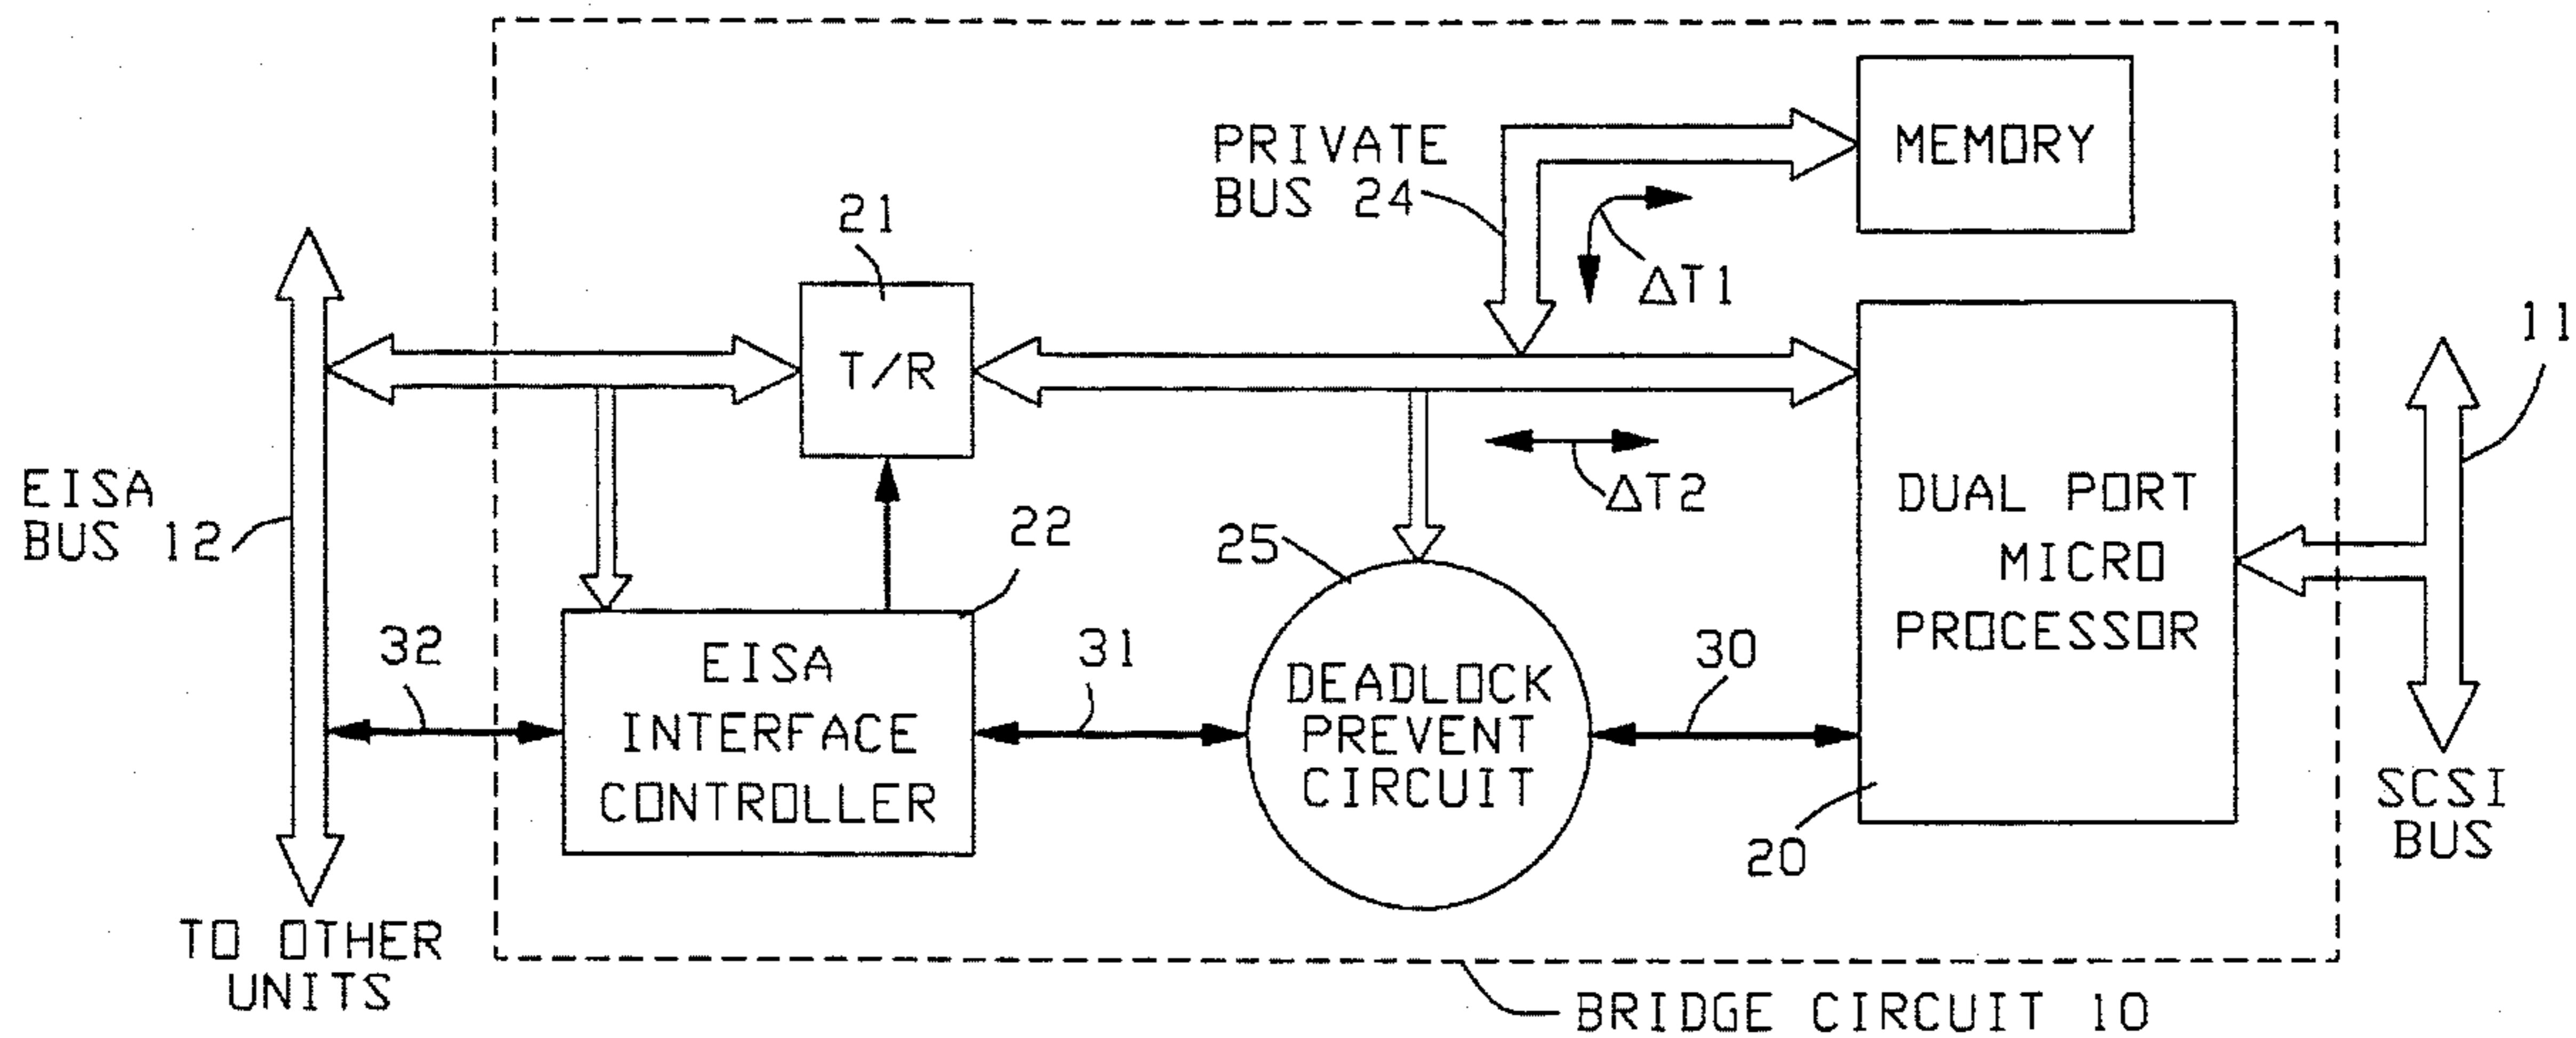 PRIVATE
BUS 24
MEMORY
21
ΔT1
11
T/R
ΔT2
EISA
BUS 12
22
25
DUAL PORT
MICRO
PROCESSOR
32
EISA
INTERFACE
CONTROLLER
31
DEADLOCK
PREVENT
CIRCUIT
30
20
SCSI
BUS
TO OTHER
UNITS
BRIDGE CIRCUIT 10